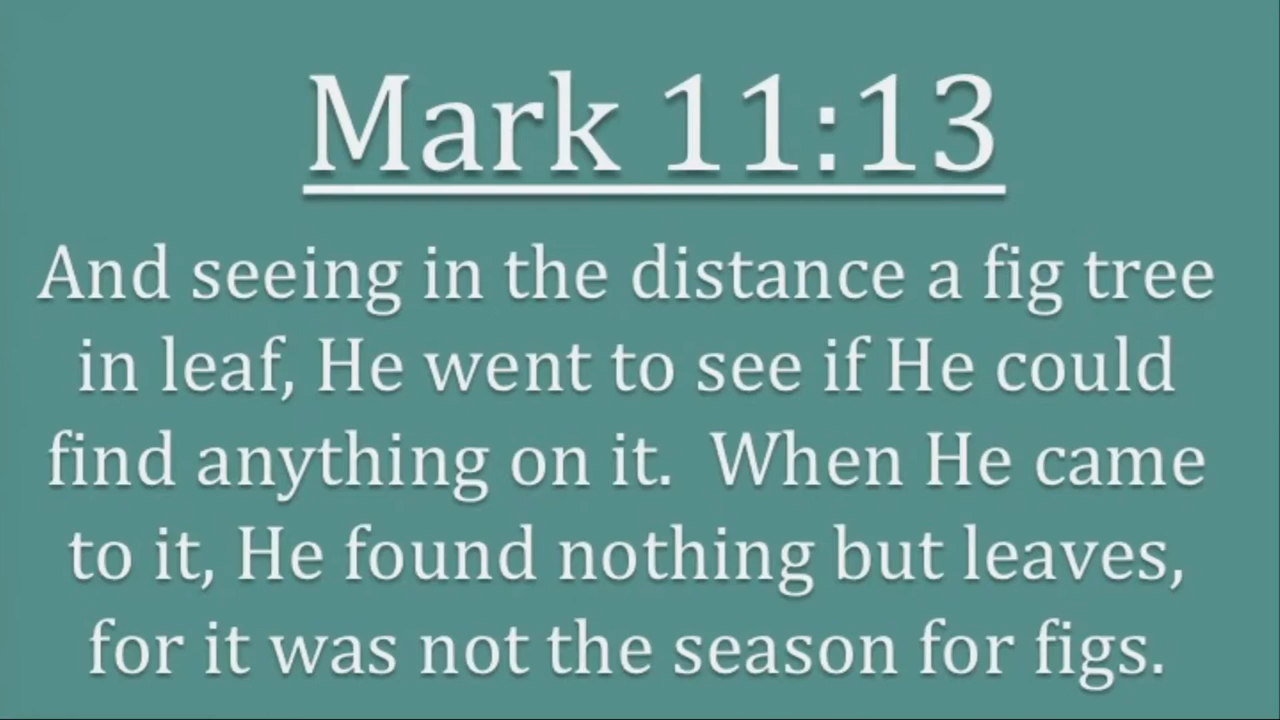 Mark 11:13
And seeing in the distance a fig tree
in leaf, He went to see if He could
find anything on it.  When He came
to it, He found nothing but leaves,
for it was not the season for figs.